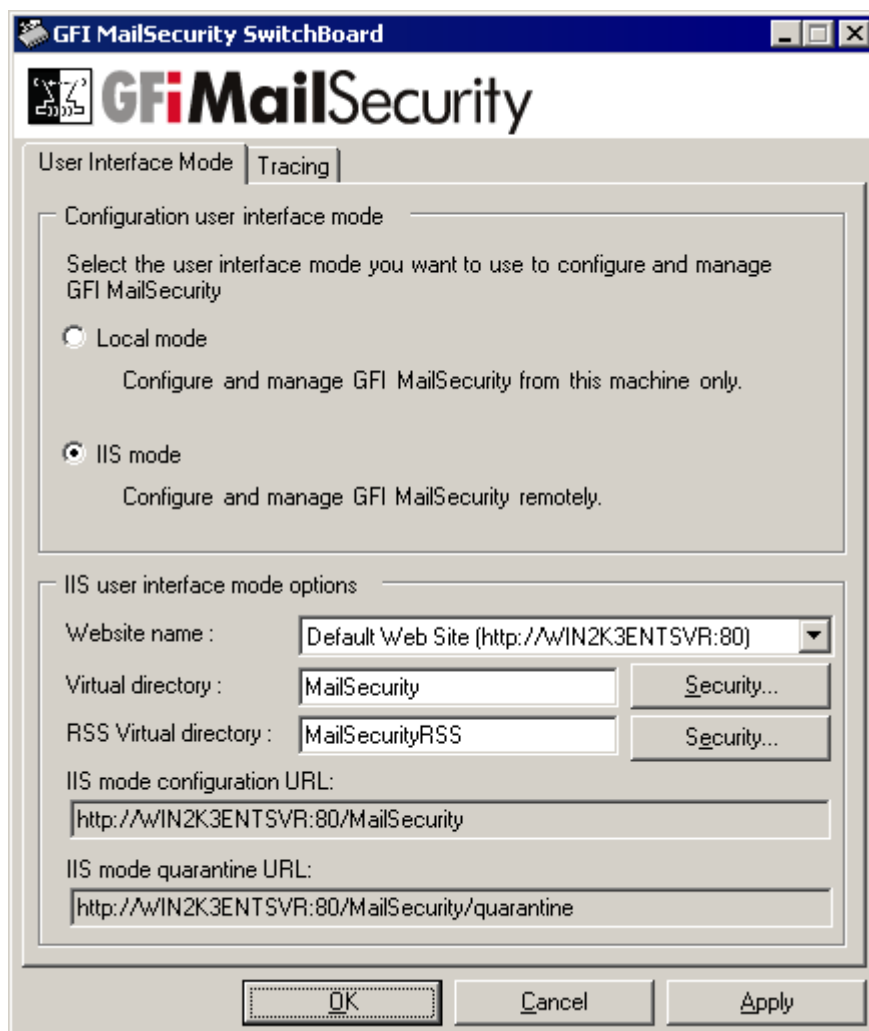 GFI MailSecurity SwitchBoard
GFi MailSecurity
User Interface Mode
Tracing
Configuration user interface mode
Select the user interface mode you want to use to configure and manage
GFI MailSecurity
Local mode
Configure and manage GFI MailSecurity from this machine only.
IIS mode
Configure and manage GFI MailSecurity remotely.
IIS user interface mode options
Website name : Default Web Site (http://WIN2K3ENTSVR:80)
Virtual directory : MailSecurity Security...
RSS Virtual directory : MailSecurityRSS Security...
IIS mode configuration URL:
http://WIN2K3ENTSVR:80/MailSecurity
IIS mode quarantine URL:
http://WIN2K3ENTSVR:80/MailSecurity/quarantine
OK Cancel Apply